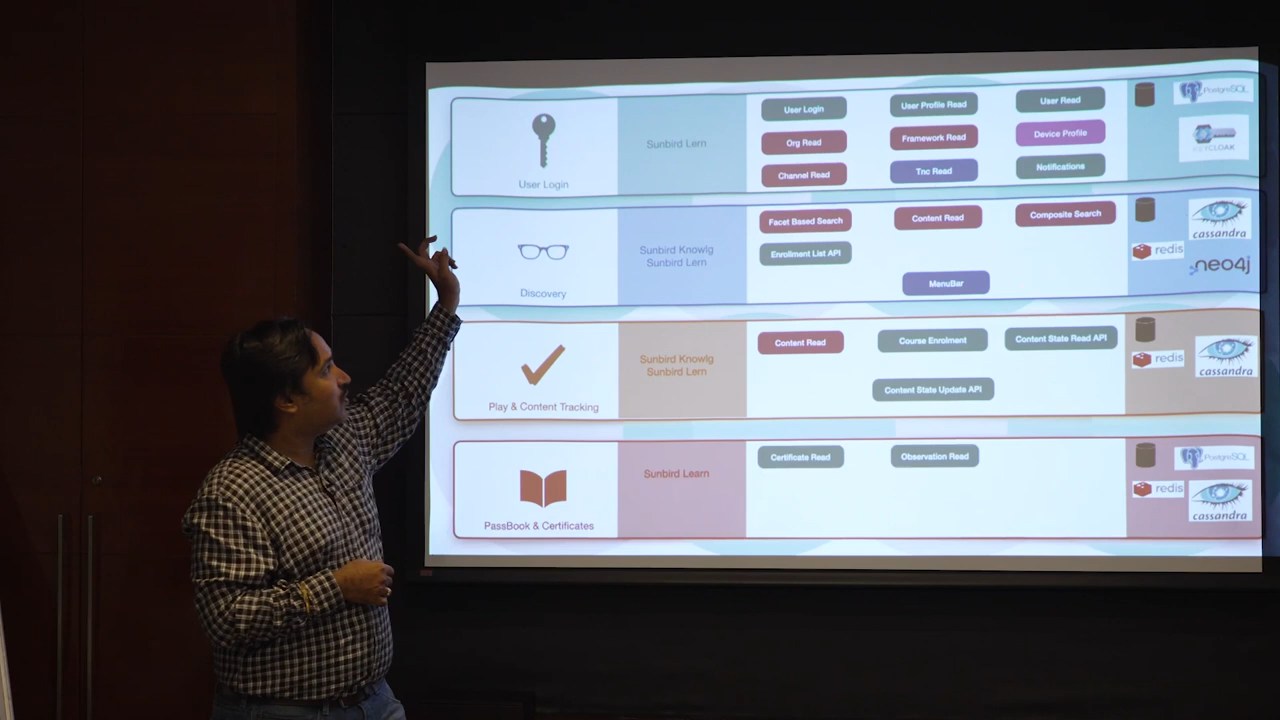 User Login
Sunbird Lern
User Login
User Profile Read
User Read
Org Read
Framework Read
Device Profile
Channel Read
Tnc Read
Notifications
PostgreSQL
KEYCLOAK
Discovery
Sunbird Knowlg
Sunbird Lern
Facet Based Search
Content Read
Composite Search
Enrollment List API
MenuBar
cassandra
redis
neo4j
Play & Content Tracking
Sunbird Knowlg
Sunbird Lern
Content Read
Course Enrolment
Content State Read API
Content State Update API
redis
cassandra
PassBook & Certificates
Sunbird Learn
Certificate Read
Observation Read
PostgreSQL
redis
cassandra